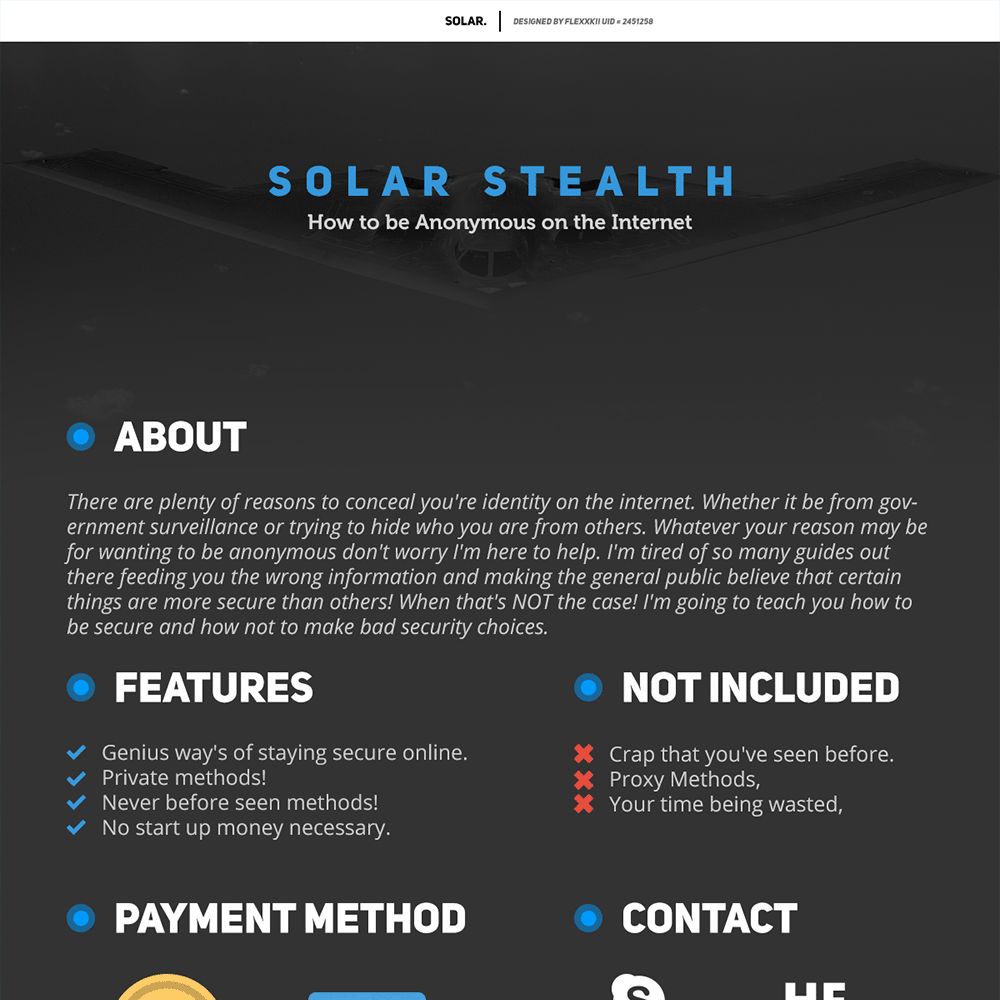 SOLAR.
DESIGNED BY FLEXXKII UID = 2451258
SOLAR STEALTH
How to be Anonymous on the Internet
ABOUT
There are plenty of reasons to conceal you're identity on the internet. Whether it be from gov-
ernment surveillance or trying to hide who you are from others. Whatever your reason may be
for wanting to be anonymous don't worry I'm here to help. I'm tired of so many guides out
there feeding you the wrong information and making the general public believe that certain
things are more secure than others! When that's NOT the case! I'm going to teach you how to
be secure and how not to make bad security choices.
FEATURES
Genius way's of staying secure online.
Private methods!
Never before seen methods!
No start up money necessary.
NOT INCLUDED
Crap that you've seen before.
Proxy Methods,
Your time being wasted,
PAYMENT METHOD
CONTACT
HF